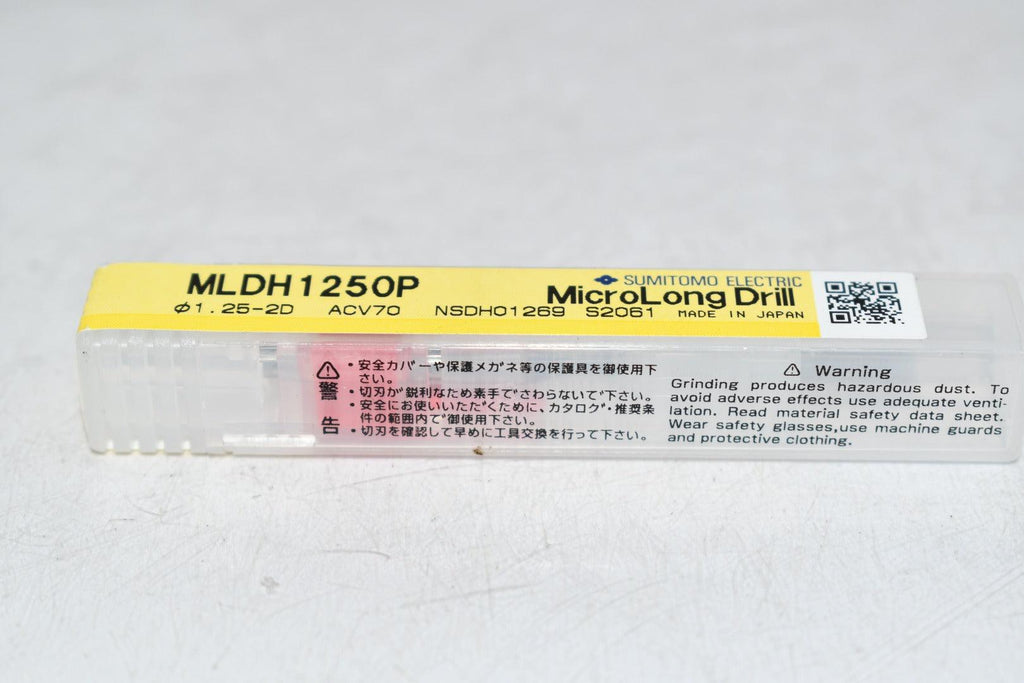 MLDH1250P
SUMITOMO ELECTRIC
MicroLong Drill
φ1.25-2D ACV70 NSDH01269 S2061 MADE IN JAPAN
警告
・安全カバーや保護メガネ等の保護具を御使用下
さい。
・切刃が鋭利なため素手でさわらないで下さい。
・安全にお使いいただくために、カタログ・推奨条
件の範囲内で御使用下さい。
・切刃を確認して早めに工具交換を行って下さい。
Warning
Grinding produces hazardous dust. To
avoid adverse effects use adequate venti-
lation. Read material safety data sheet.
Wear safety glasses,use machine guards
and protective clothing.